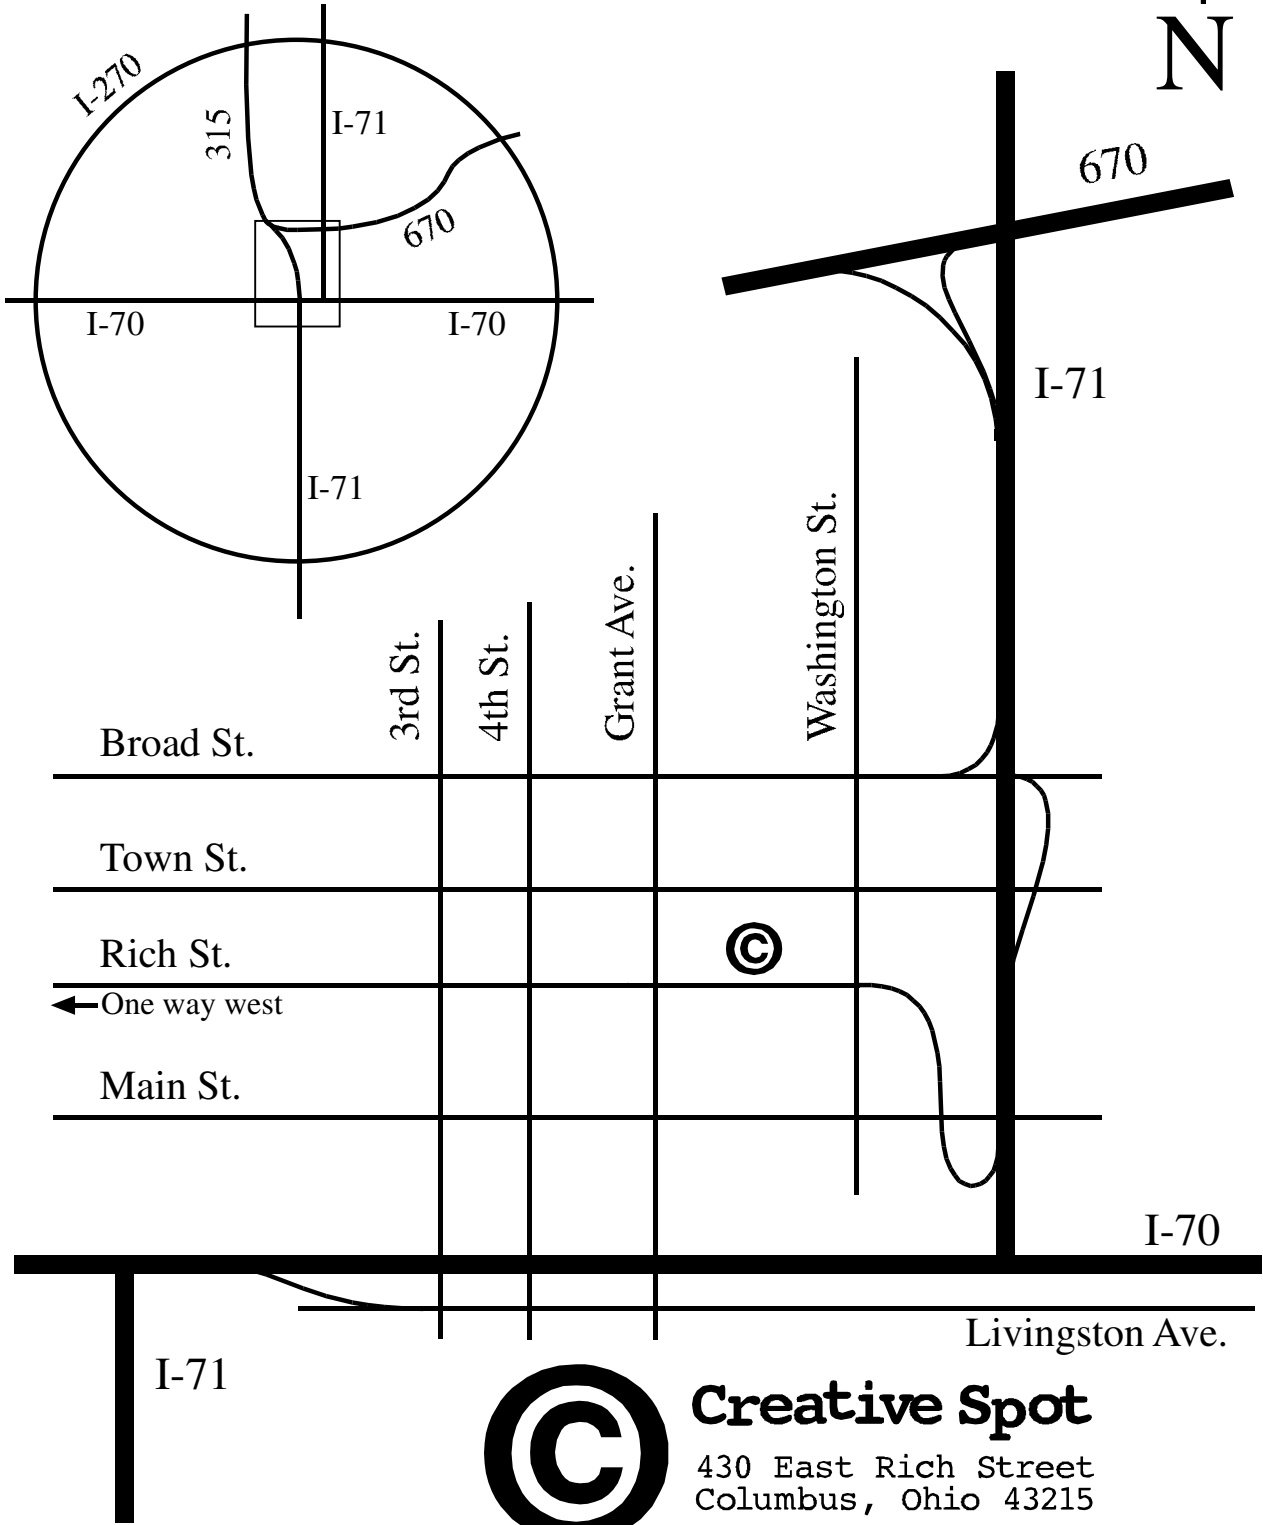 N
I-270
315
I-71
670
670
I-70
I-70
I-71
I-71
Washington St.
Grant Ave.
3rd St.
4th St.
Broad St.
Town St.
©
Rich St.
One way west
Main St.
I-70
Livingston Ave.
I-71
©
Creative Spot
430 East Rich Street
Columbus, Ohio 43215